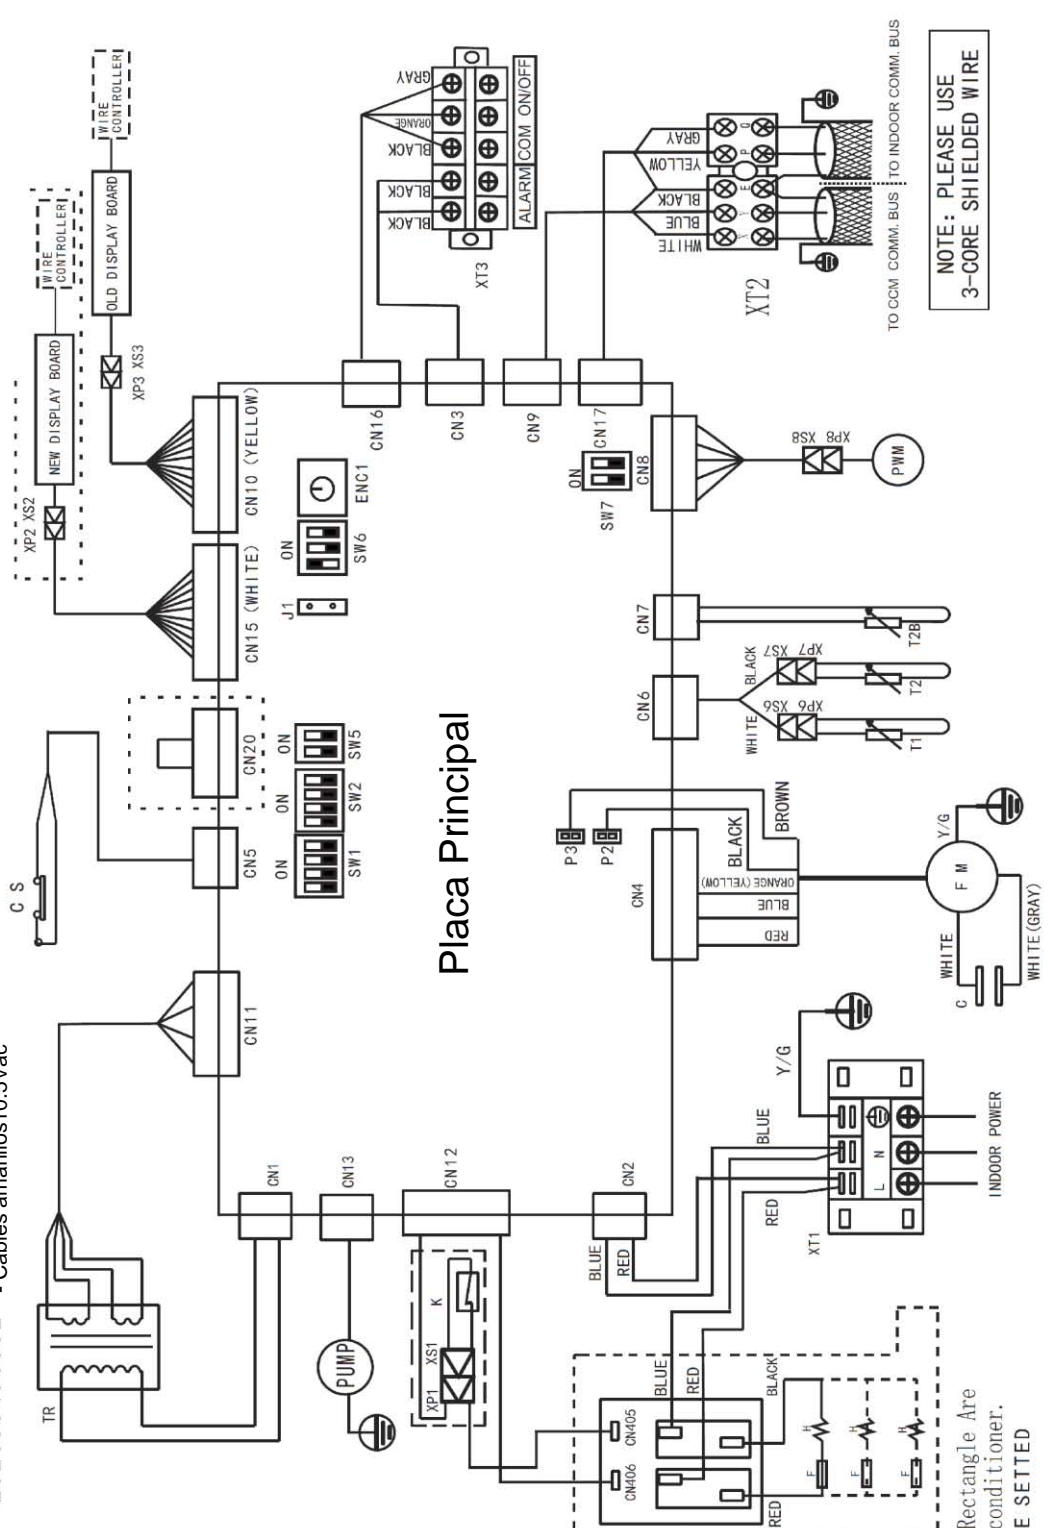 Cables amarillos10.5Vac
TR
CN11
CS
CN5
CN20
CN15 (WHITE)
CN10 (YELLOW)
XP2 XS2
NEW DISPLAY BOARD
WIRE
CONTROLLER
XP3 XS3
OLD DISPLAY BOARD
WIRE
CONTROLLER
ON
SW1
ON
SW2
ON
SW5
J1
ON
SW6
ENC1
CN16
CN3
CN9
CN17
GRAY
ORANGE
BLACK
BLACK
BLACK
ALARM
COM
ON/OFF
XT3
GRAY
YELLOW
BLACK
BLUE
WHITE
Q
P
E
Y
X
XT2
TO CCM COMM. BUS
TO INDOOR COMM. BUS
NOTE: PLEASE USE
3-CORE SHIELDED WIRE
Placa Principal
CN1
CN13
PUMP
CN12
XP1 XS1
K
CN2
BLUE
RED
CN4
P3
P2
BLACK
BROWN
ORANGE(YELLOW)
BLUE
RED
CN6
WHITE
BLACK
XS6
XP6
XS7
XP7
T1
T2
CN7
T2B
ON
SW7
CN8
XS8
XP8
PWM
FM
Y/G
WHITE
WHITE(GRAY)
C
Y/G
BLUE
RED
XT1
L
N
INDOOR POWER
CN405
CN406
BLUE
RED
BLACK
RED
H
H
H
F
F
F
Rectangle Are
conditioner.
E SETTED